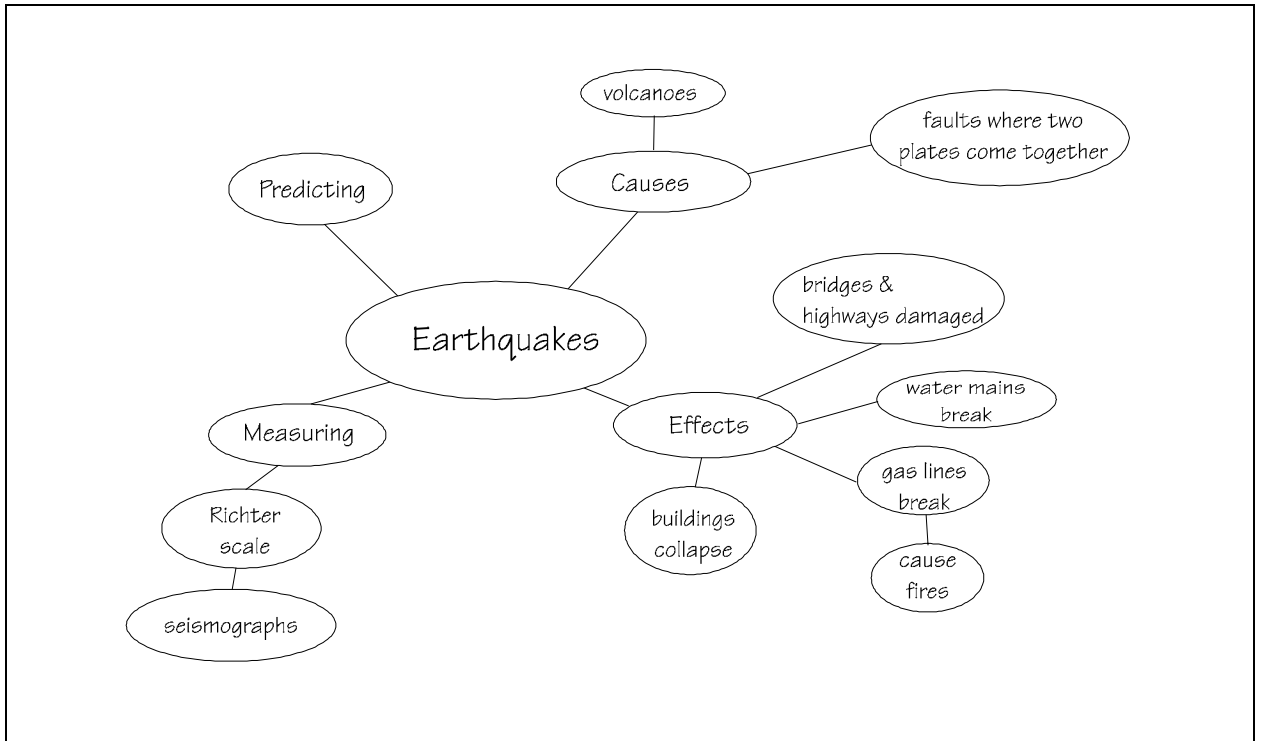 volcanoes
faults where two
plates come together
Predicting
Causes
bridges &
highways damaged
Earthquakes
water mains
break
Effects
Measuring
gas lines
break
Richter
scale
buildings
collapse
cause
fires
seismographs